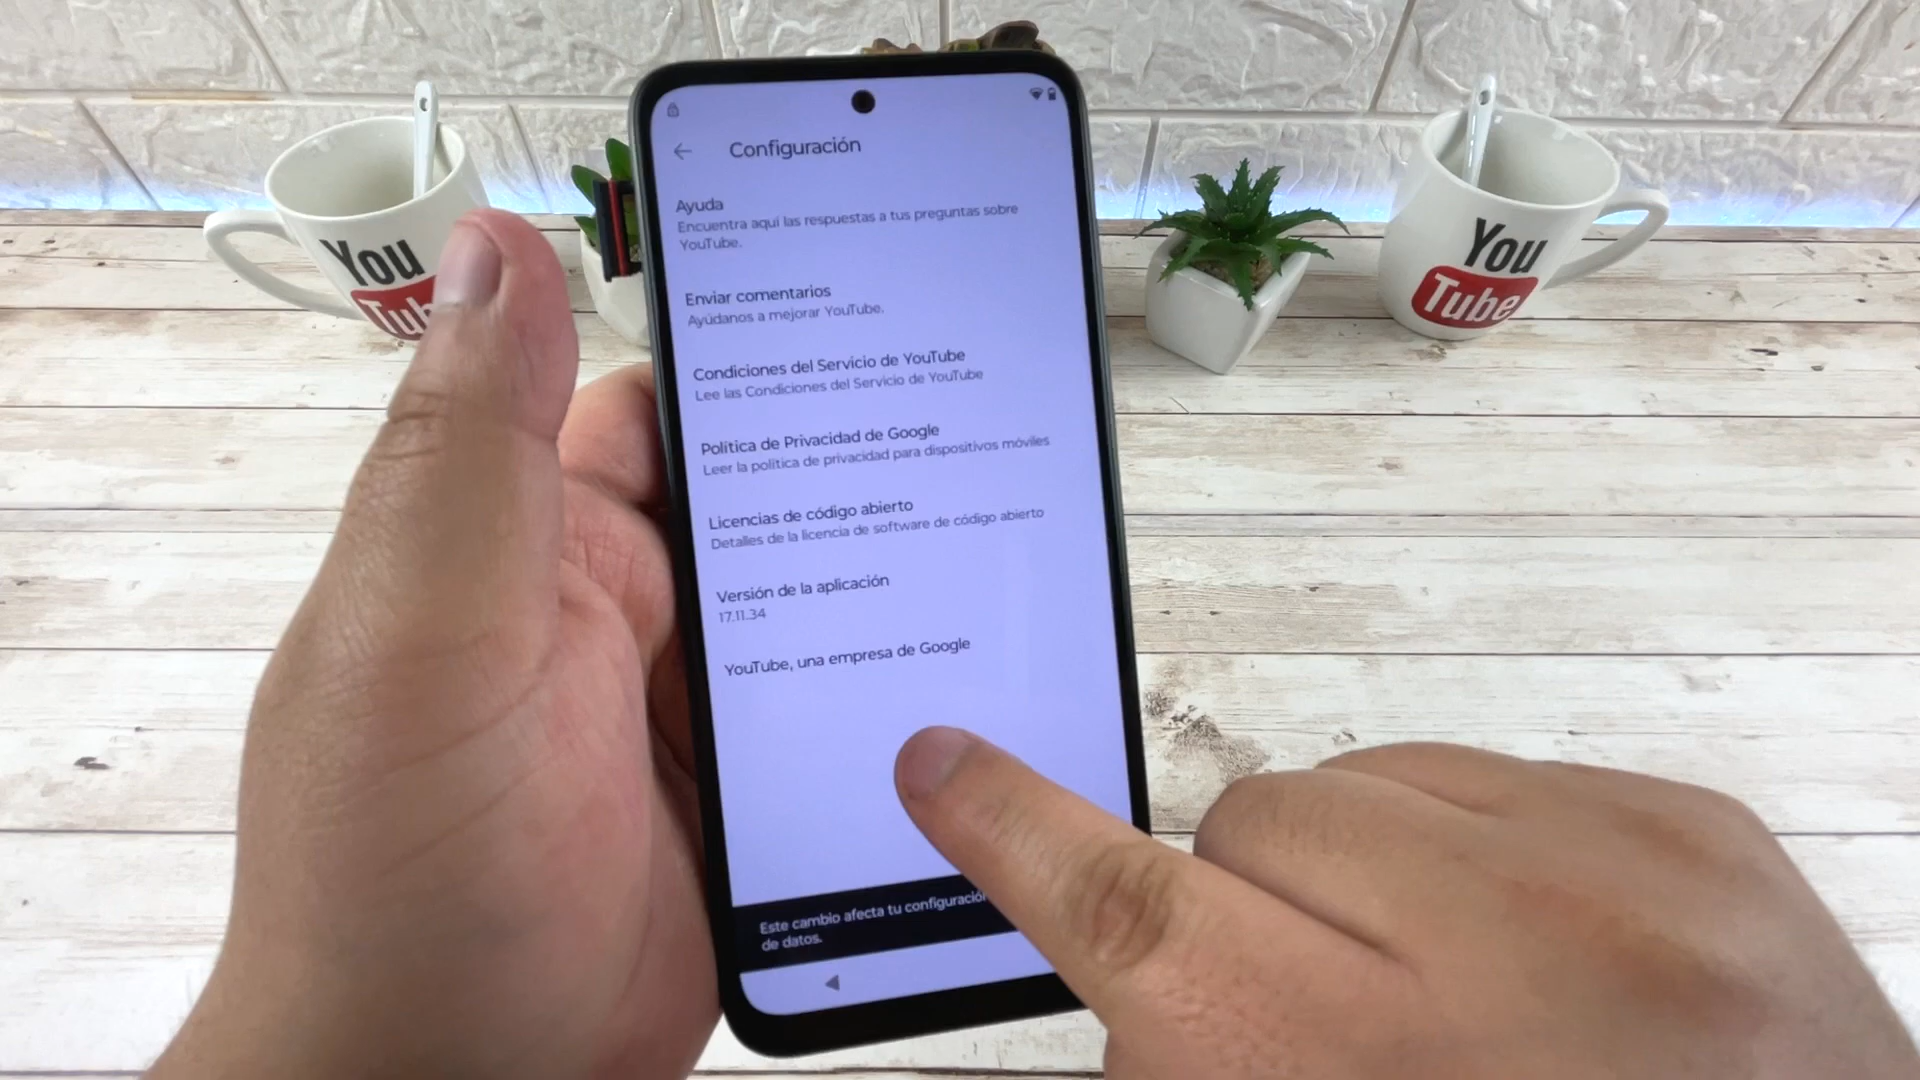 Configuración
Ayuda
Encuentra aquí las respuestas a tus preguntas sobre
YouTube.
Enviar comentarios
Ayúdanos a mejorar YouTube.
Condiciones del Servicio de YouTube
Lee las Condiciones del Servicio de YouTube
Política de Privacidad de Google
Leer la política de privacidad para dispositivos móviles
Licencias de código abierto
Detalles de la licencia de software de código abierto
Versión de la aplicación
17.11.34
YouTube, una empresa de Google
Este cambio afecta tu configuración
de datos.
You
Tub
You
Tube